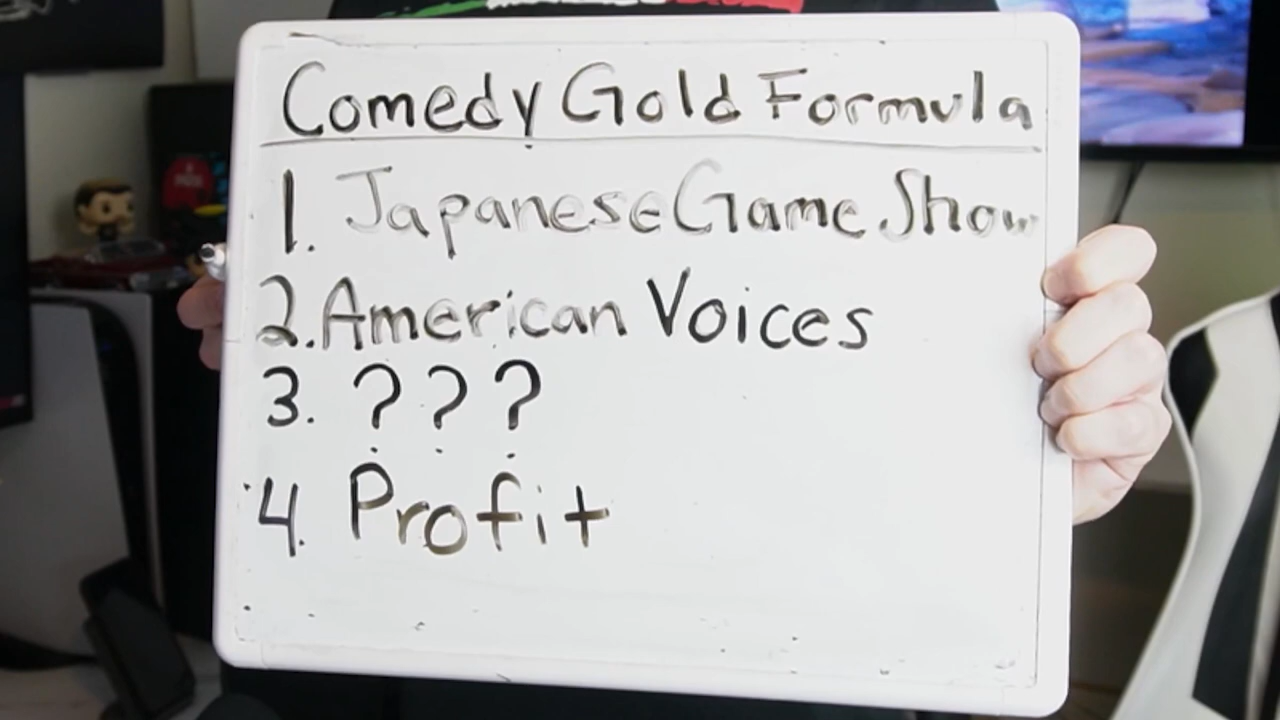 Comedy Gold Formula
1. Japanese Game Show
2. American Voices
3. ???
4. Profit